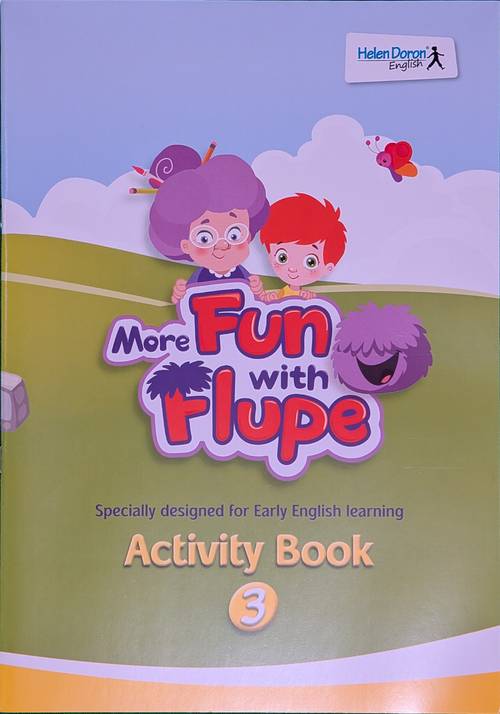 Helen Doron®
English
More Fun
with
Flupe
Specially designed for Early English learning
Activity Book
3